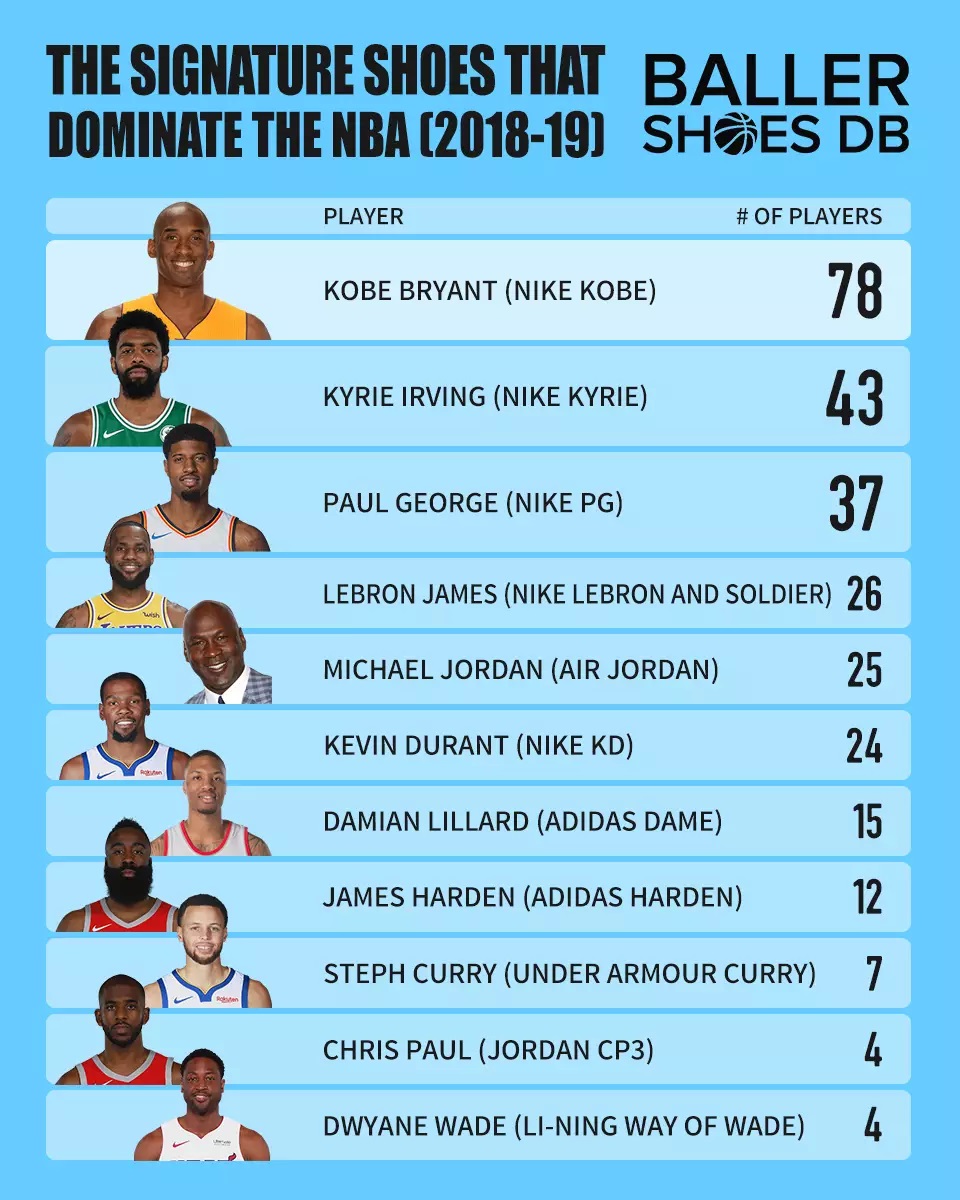 THE SIGNATURE SHOES THAT
DOMINATE THE NBA (2018-19)
BALLER
SHOES DB
PLAYER # OF PLAYERS
KOBE BRYANT (NIKE KOBE) 78
KYRIE IRVING (NIKE KYRIE) 43
PAUL GEORGE (NIKE PG) 37
LEBRON JAMES (NIKE LEBRON AND SOLDIER) 26
wish
MICHAEL JORDAN (AIR JORDAN) 25
KEVIN DURANT (NIKE KD) 24
Rakuten
DAMIAN LILLARD (ADIDAS DAME) 15
JAMES HARDEN (ADIDAS HARDEN) 12
STEPH CURRY (UNDER ARMOUR CURRY) 7
Rakuten
CHRIS PAUL (JORDAN CP3) 4
DWYANE WADE (LI-NING WAY OF WADE) 4